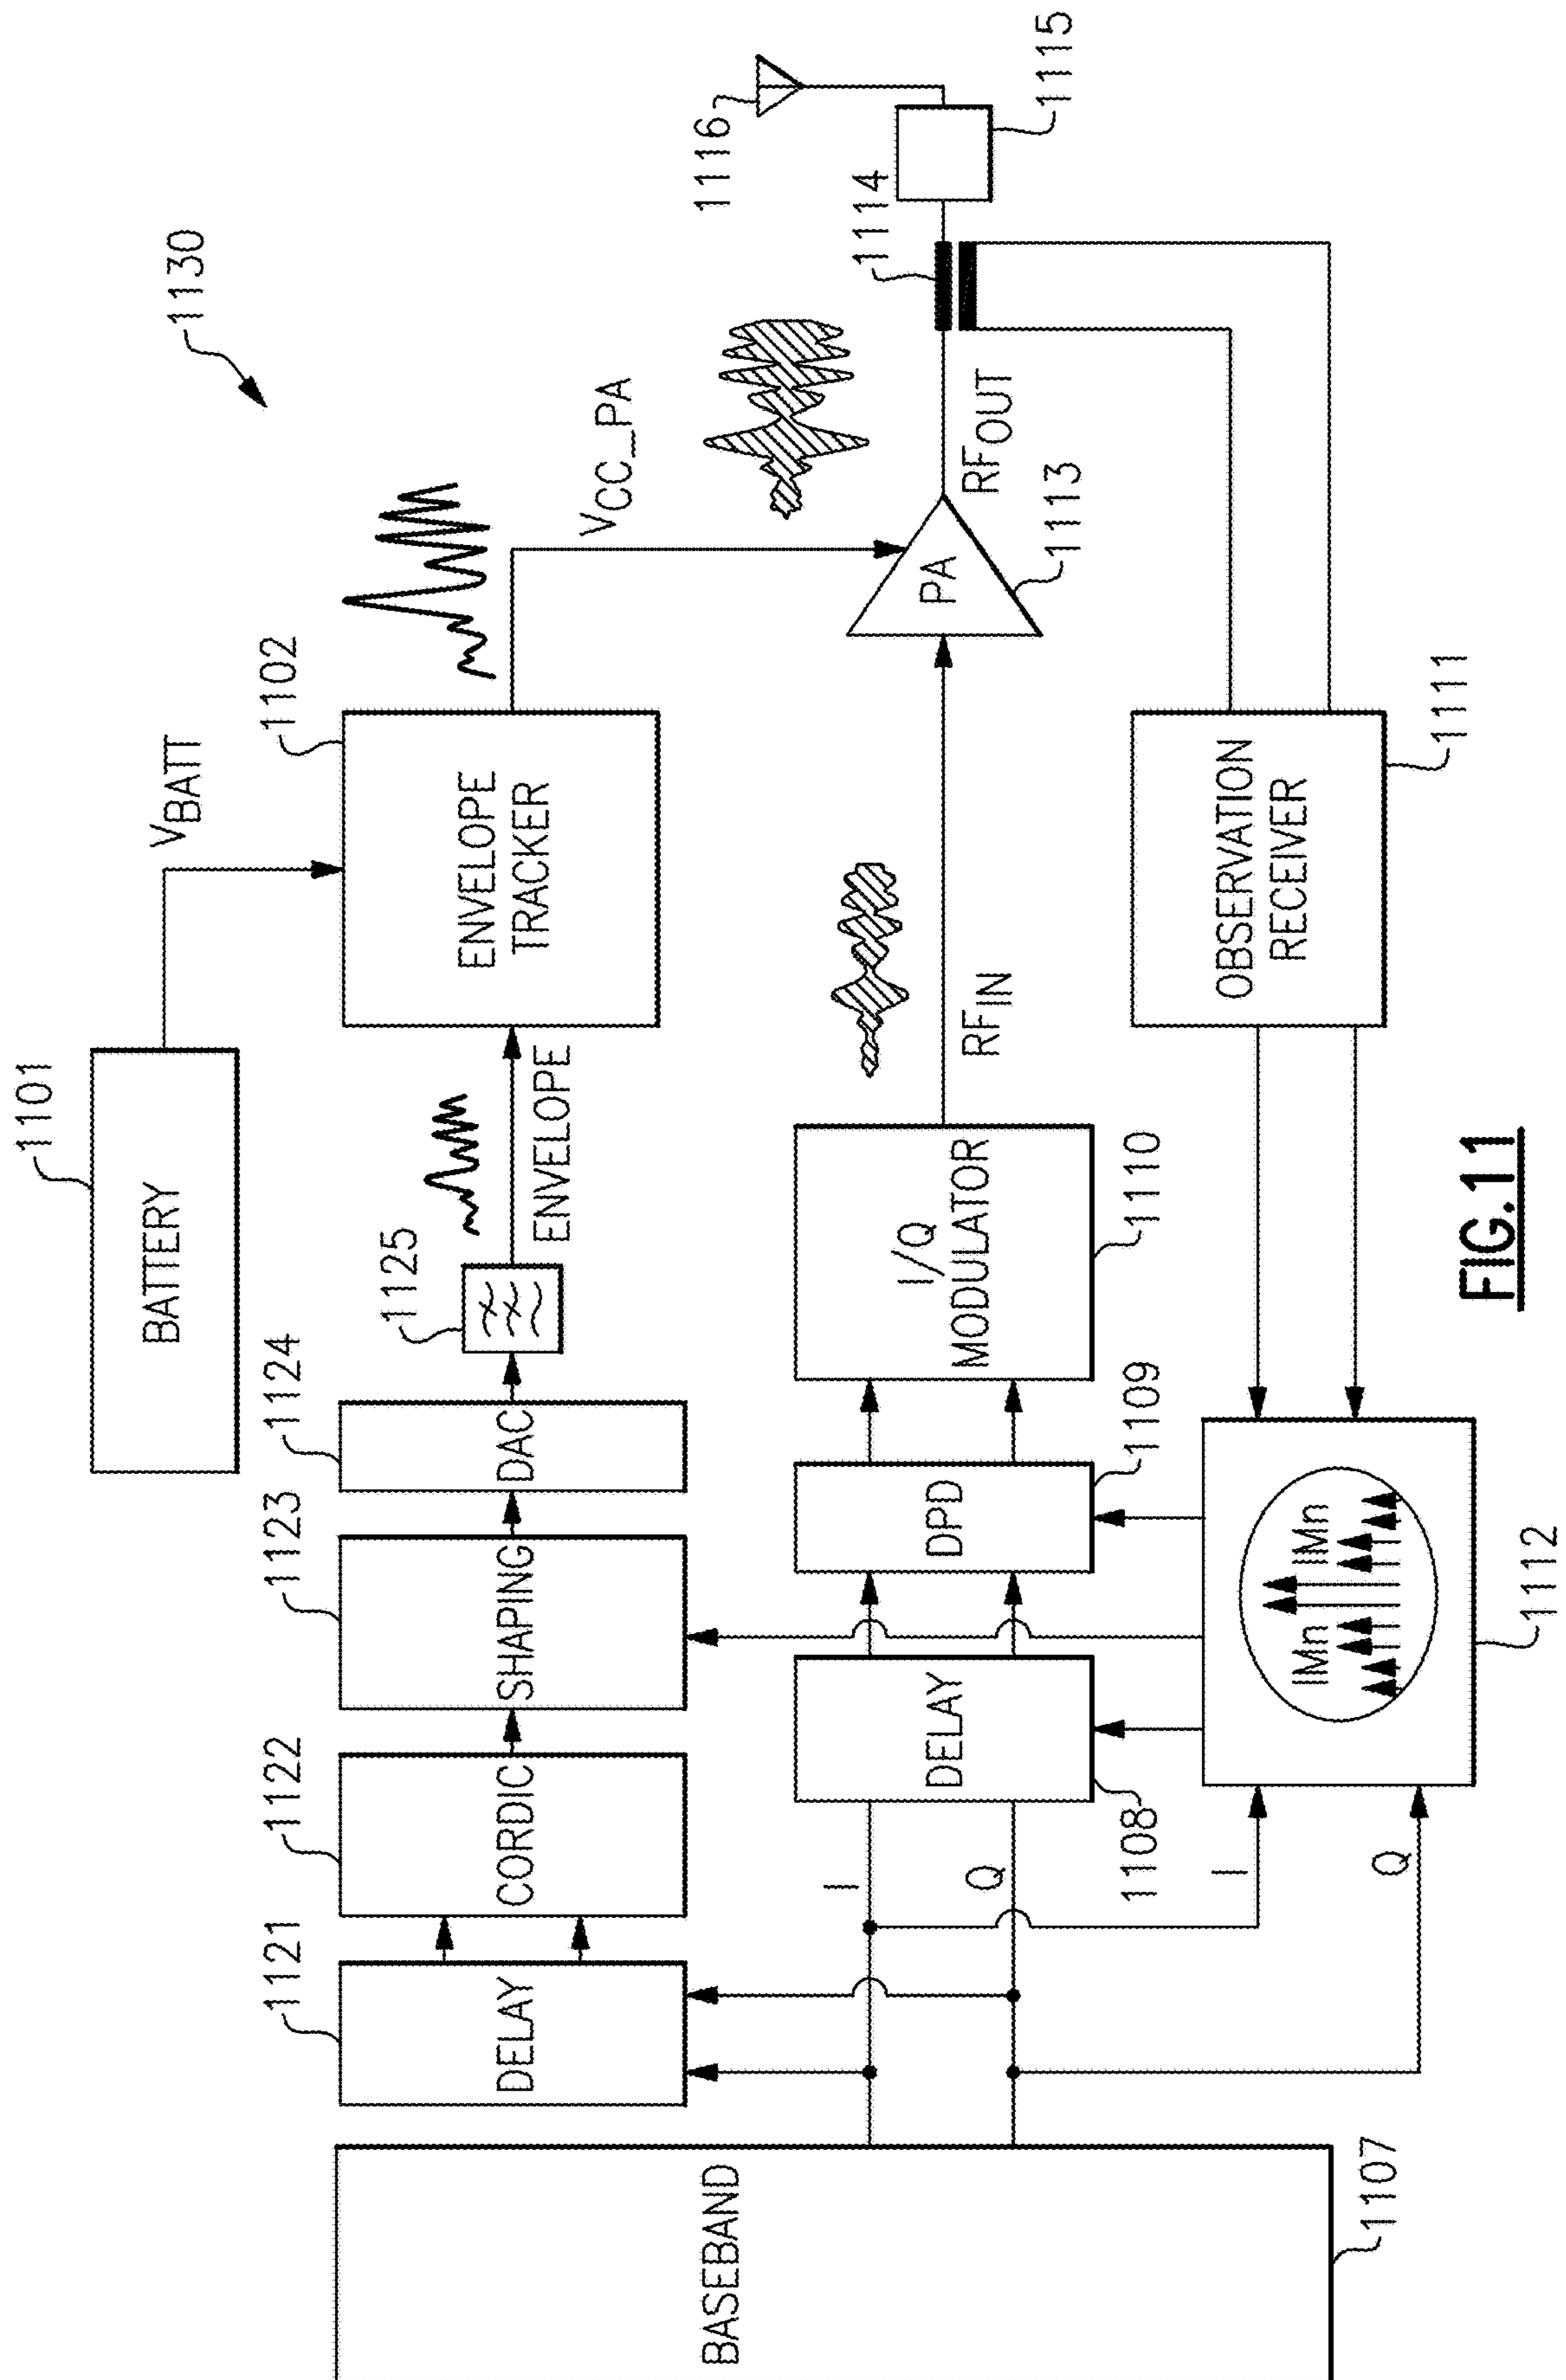 1130
1101
BATTERY
VBATT
1121
DELAY
1122
CORDIC
1123
SHAPING
1124
DAC
1125
ENVELOPE
1102
ENVELOPE
TRACKER
VCC_PA
1116
1114
1115
BASEBAND
1107
I
Q
DELAY
1108
DPD
1109
I/Q
MODULATOR
1110
RFIN
PA
1113
RFOUT
I
Q
IMn
IMn
1112
OBSERVATION
RECEIVER
1111
FIG.11